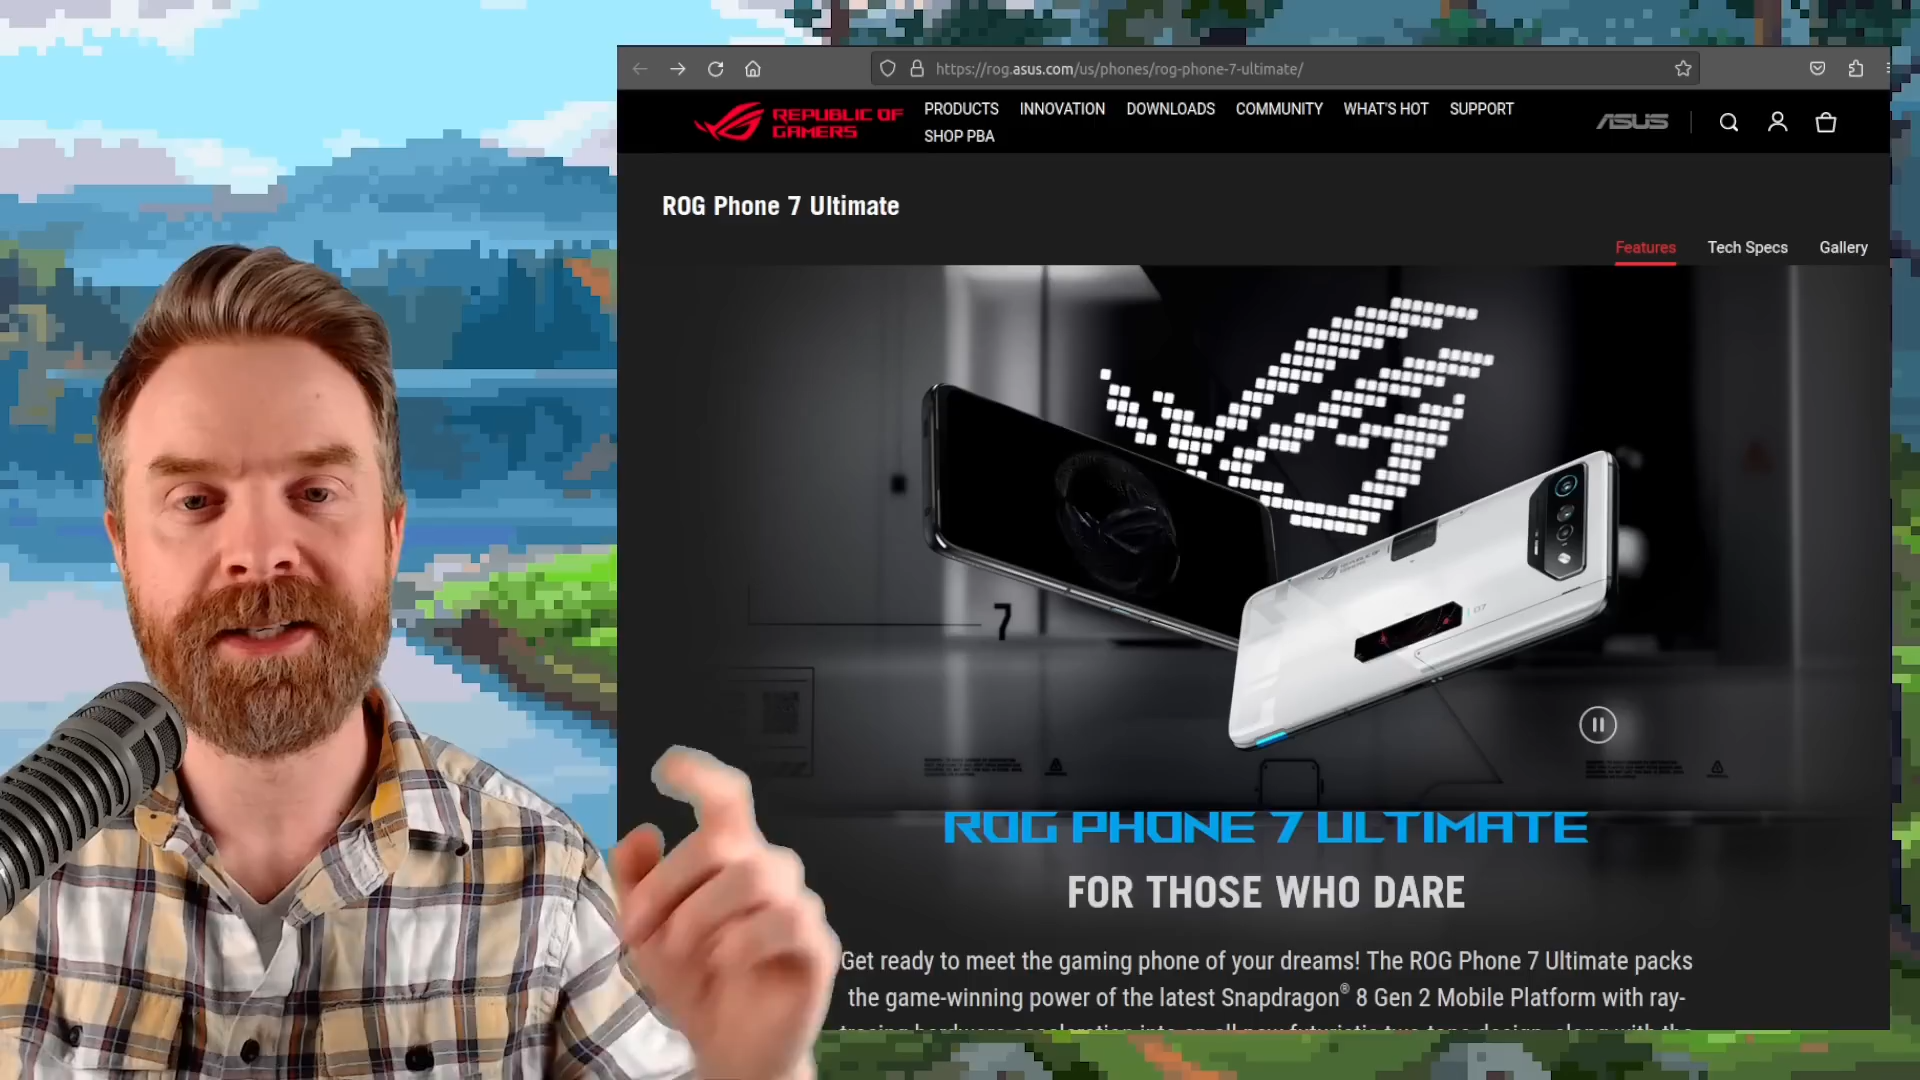 https://rog.asus.com/us/phones/rog-phone-7-ultimate/
REPUBLIC OF
GAMERS
PRODUCTS INNOVATION DOWNLOADS COMMUNITY WHAT'S HOT SUPPORT
SHOP PBA
ASUS
ROG Phone 7 Ultimate
Features Tech Specs Gallery
7
ROG PHONE 7 ULTIMATE
FOR THOSE WHO DARE
Get ready to meet the gaming phone of your dreams! The ROG Phone 7 Ultimate packs
the game-winning power of the latest Snapdragon® 8 Gen 2 Mobile Platform with ray-